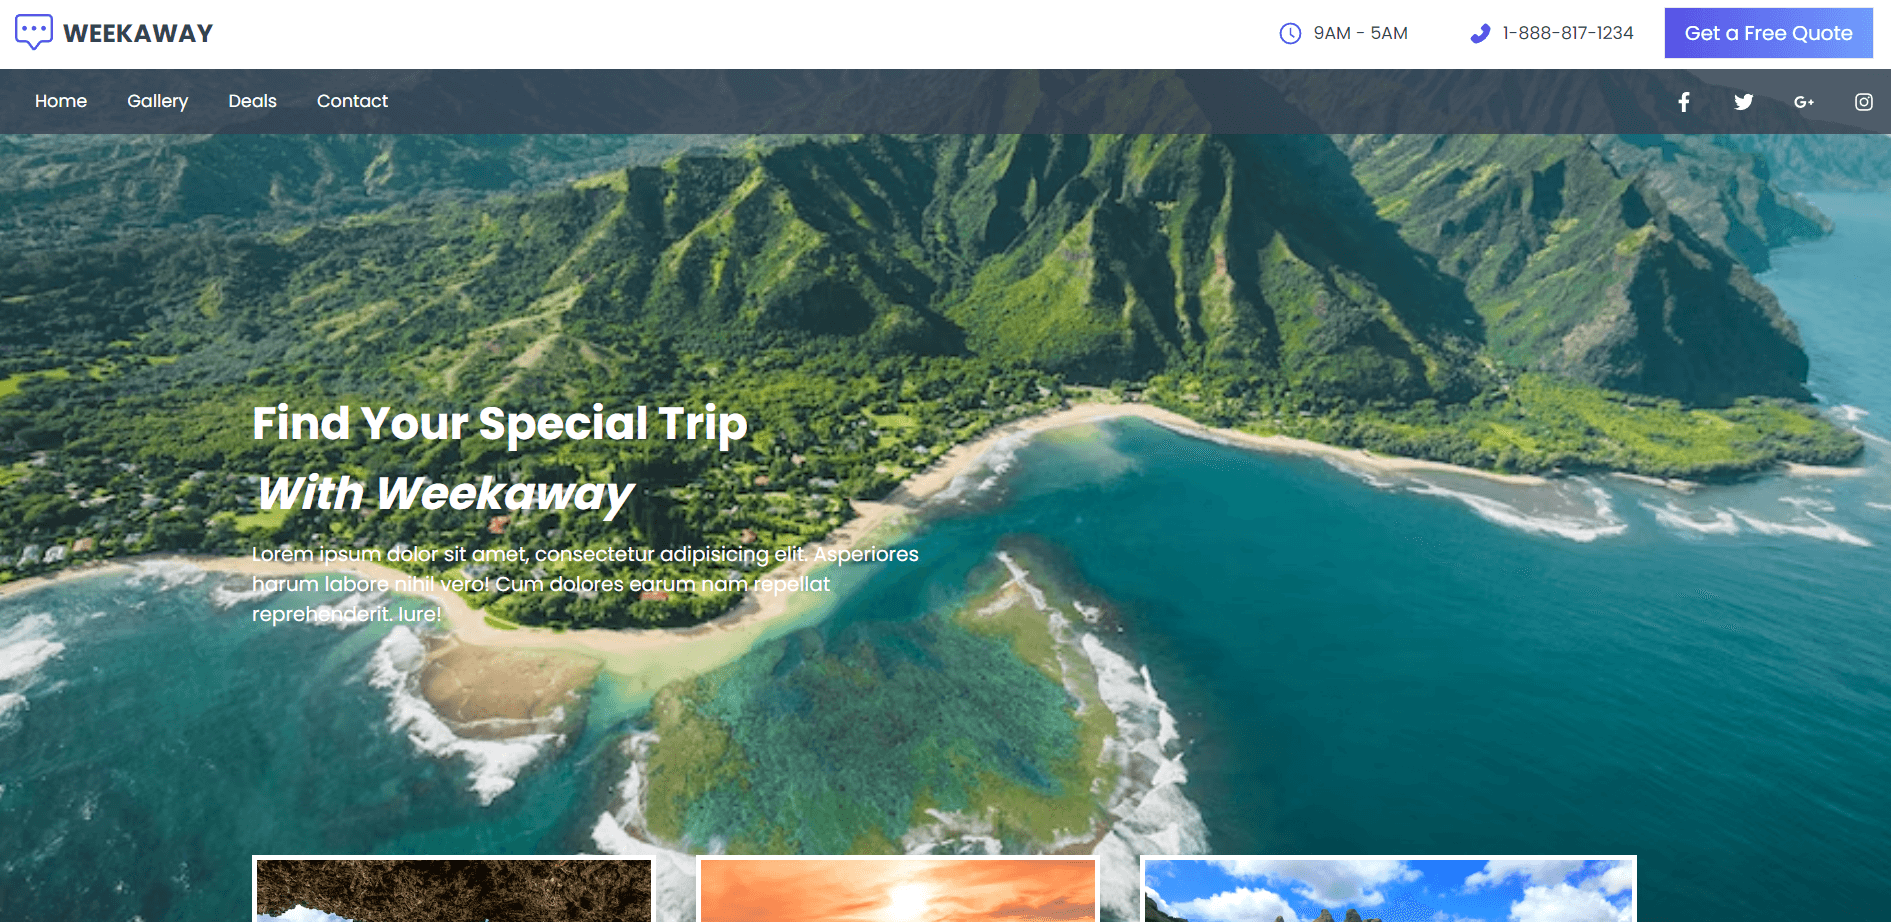 WEEKAWAY
9AM - 5AM
1-888-817-1234
Get a Free Quote
Home
Gallery
Deals
Contact
Find Your Special Trip
With Weekaway
Lorem ipsum dolor sit amet, consectetur adipisicing elit. Asperiores
harum labore nihil vero! Cum dolores earum nam repellat
reprehenderit. Iure!